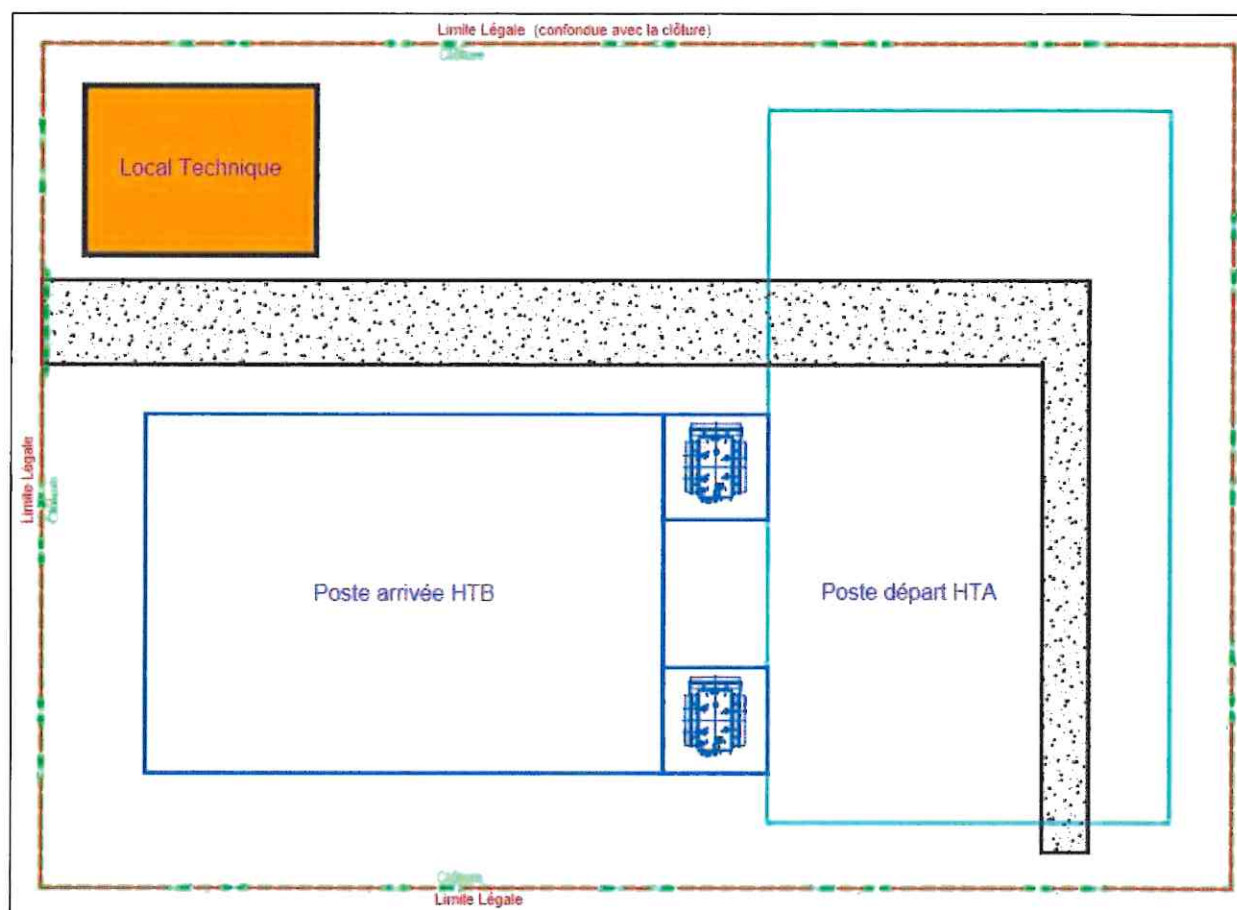 Limite Légale (confondue avec la clôture)
Clôture
Local Technique
Limite Légale
Clôture
Poste arrivée HTB
Poste départ HTA
Clôture
Limite Légale